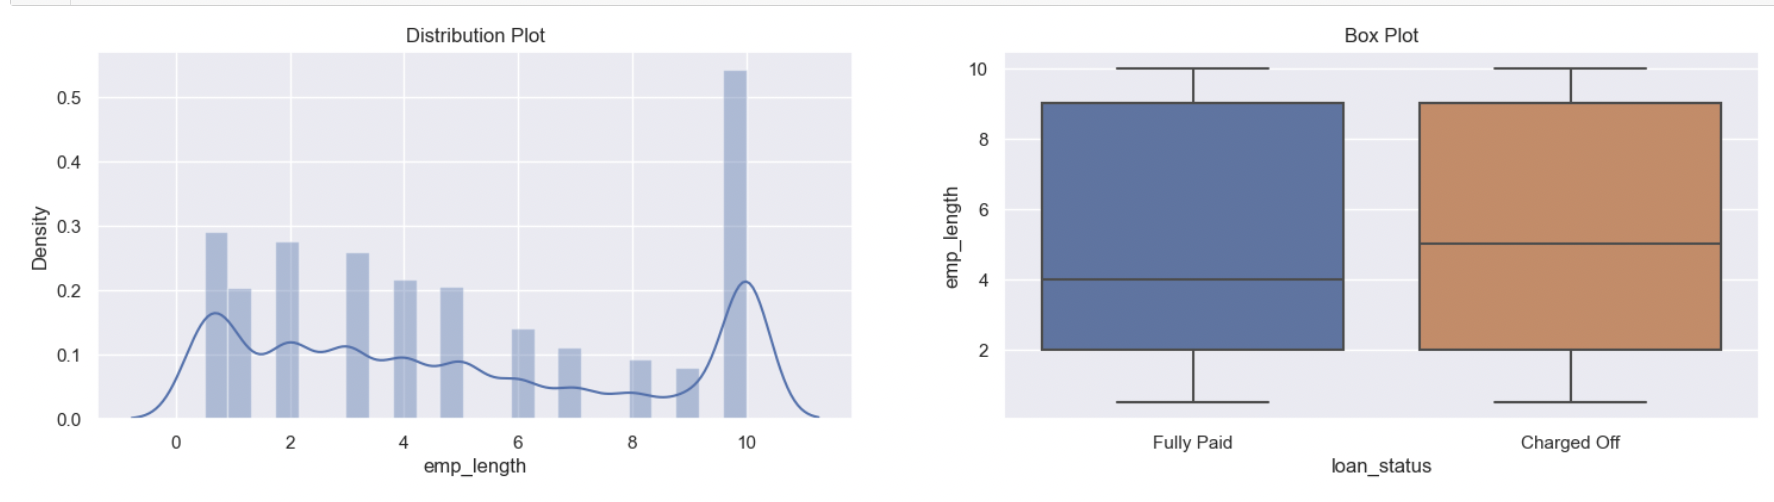 Distribution Plot
0.5
0.4
0.3
0.2
0.1
0.0
Density
0 2 4 6 8 10
emp_length
Box Plot
10
8
6
4
2
emp_length
Fully Paid Charged Off
loan_status